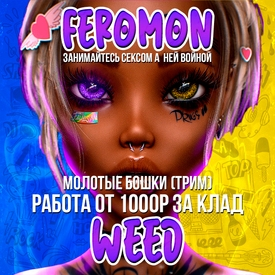 FEROMON
ЗАНИМАЙТЕСЬ СЕКСОМ А НЕЙ ВОЙНОЙ
МОЛОТЫЕ БОШКИ (ТРИМ)
РАБОТА ОТ 1000Р ЗА КЛАД
WEED